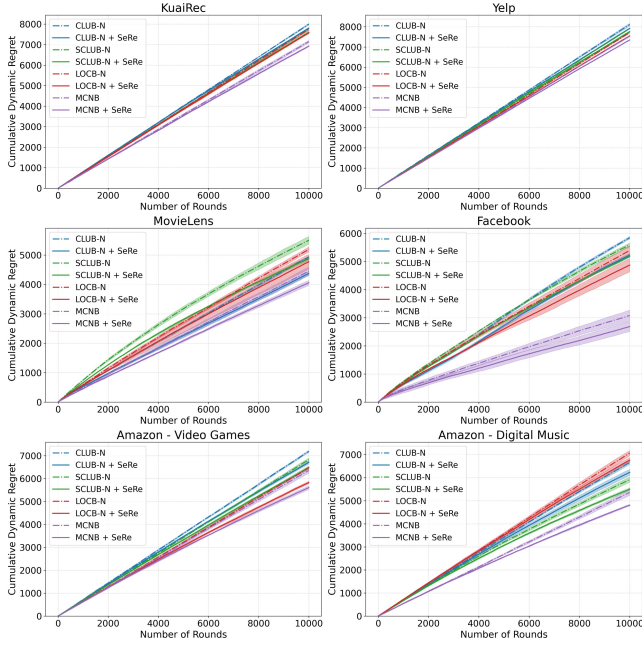 KuaiRec
Cumulative Dynamic Regret
8000
7000
6000
5000
4000
3000
2000
1000
0
CLUB-N
CLUB-N + SeRe
SCLUB-N
SCLUB-N + SeRe
LOCB-N
LOCB-N + SeRe
MCNB
MCNB + SeRe
0 2000 4000 6000 8000 10000
Number of Rounds
Yelp
Cumulative Dynamic Regret
8000
7000
6000
5000
4000
3000
2000
1000
0
CLUB-N
CLUB-N + SeRe
SCLUB-N
SCLUB-N + SeRe
LOCB-N
LOCB-N + SeRe
MCNB
MCNB + SeRe
0 2000 4000 6000 8000 10000
Number of Rounds
MovieLens
Cumulative Dynamic Regret
5000
4000
3000
2000
1000
0
CLUB-N
CLUB-N + SeRe
SCLUB-N
SCLUB-N + SeRe
LOCB-N
LOCB-N + SeRe
MCNB
MCNB + SeRe
0 2000 4000 6000 8000 10000
Number of Rounds
Facebook
Cumulative Dynamic Regret
6000
5000
4000
3000
2000
1000
0
CLUB-N
CLUB-N + SeRe
SCLUB-N
SCLUB-N + SeRe
LOCB-N
LOCB-N + SeRe
MCNB
MCNB + SeRe
0 2000 4000 6000 8000 10000
Number of Rounds
Amazon - Video Games
Cumulative Dynamic Regret
7000
6000
5000
4000
3000
2000
1000
0
CLUB-N
CLUB-N + SeRe
SCLUB-N
SCLUB-N + SeRe
LOCB-N
LOCB-N + SeRe
MCNB
MCNB + SeRe
0 2000 4000 6000 8000 10000
Number of Rounds
Amazon - Digital Music
Cumulative Dynamic Regret
7000
6000
5000
4000
3000
2000
1000
0
CLUB-N
CLUB-N + SeRe
SCLUB-N
SCLUB-N + SeRe
LOCB-N
LOCB-N + SeRe
MCNB
MCNB + SeRe
0 2000 4000 6000 8000 10000
Number of Rounds